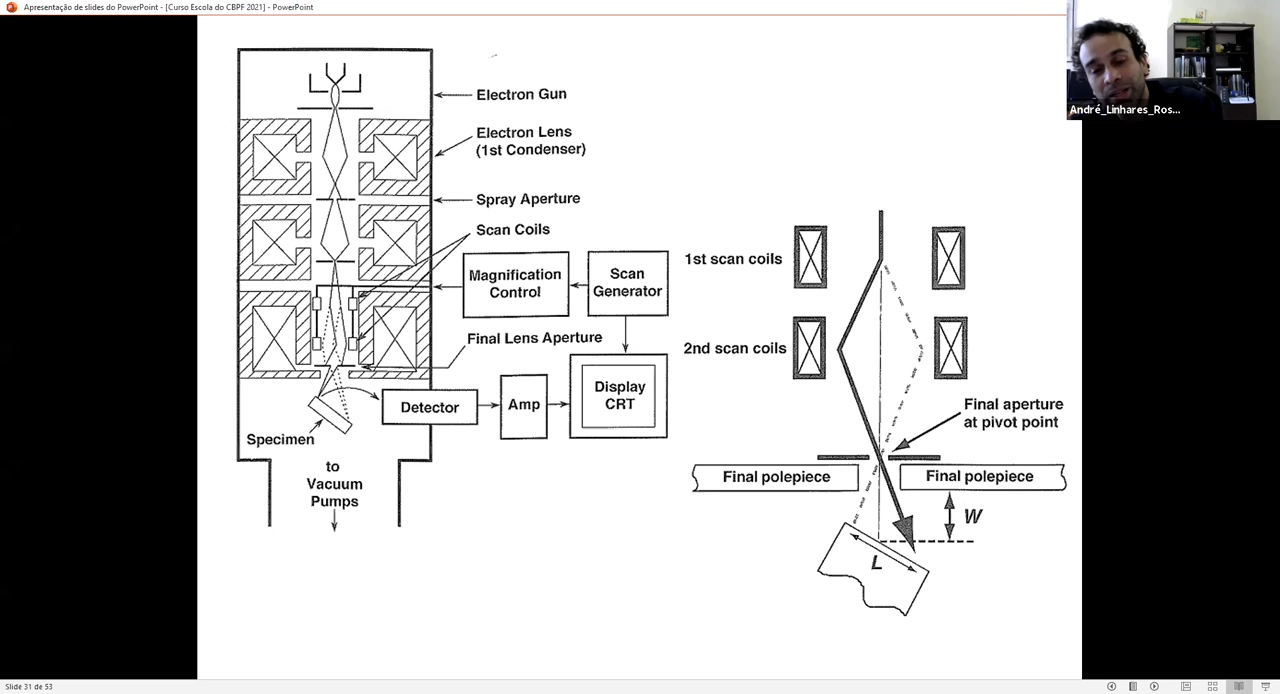 Apresentação de slides do PowerPoint - [Curso Escola do CBPF 2021] - PowerPoint
André_Linhares_Ros...
Electron Gun
Electron Lens
(1st Condenser)
Spray Aperture
Scan Coils
Magnification
Control
Scan
Generator
Final Lens Aperture
Detector
Amp
Display
CRT
Specimen
to
Vacuum
Pumps
1st scan coils
2nd scan coils
Final aperture
at pivot point
Final polepiece
Final polepiece
W
L
Slide 31 de 53